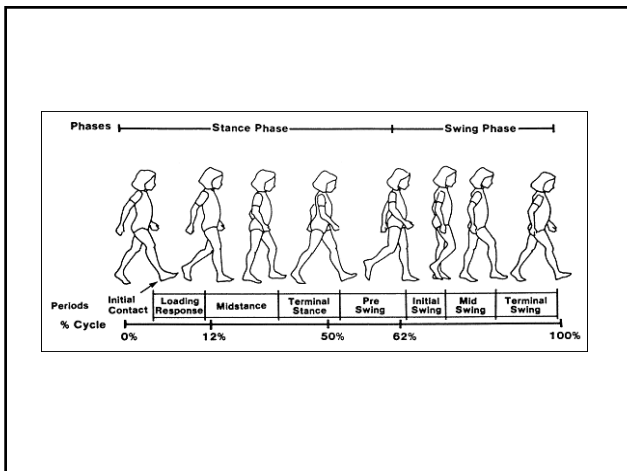 Phases Stance Phase Swing Phase
Periods Initial Contact Loading Response Midstance Terminal Stance Pre Swing Initial Swing Mid Swing Terminal Swing
% Cycle
0% 12% 50% 62% 100%